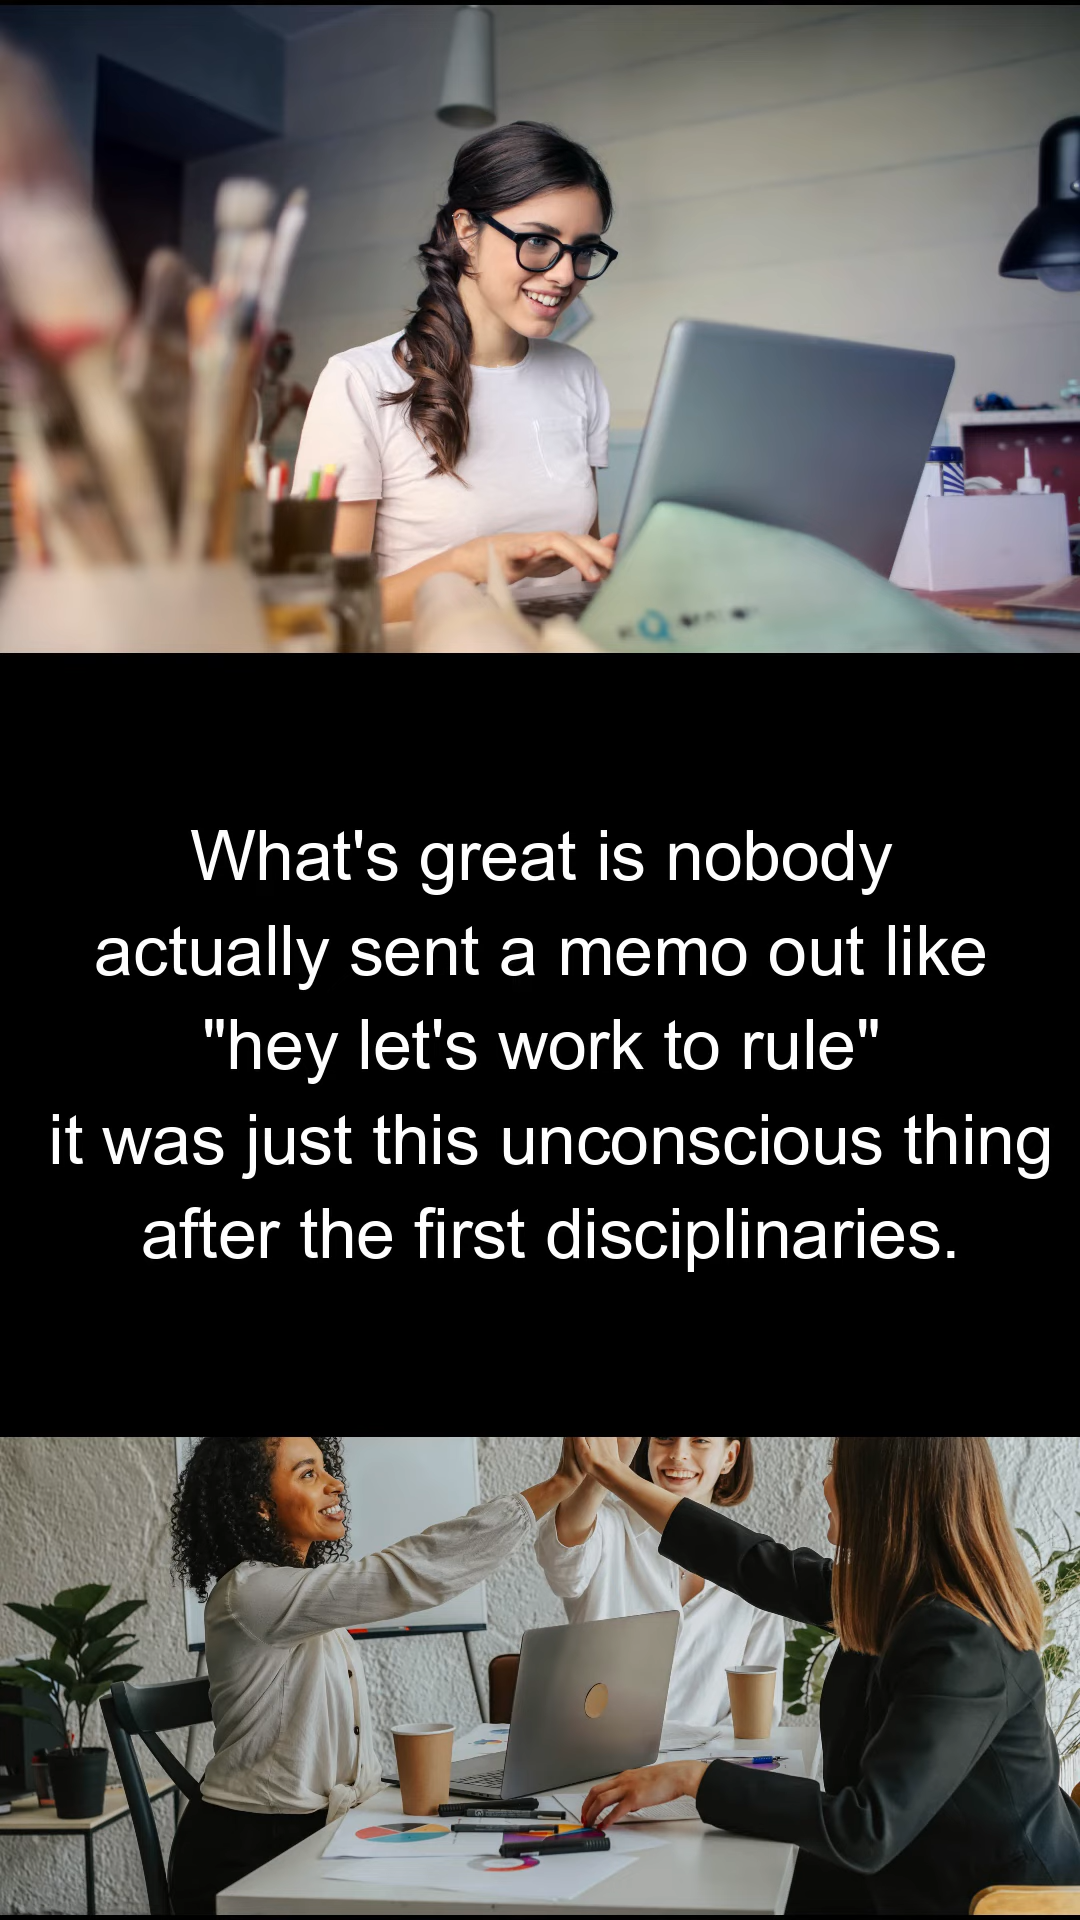 What's great is nobody
actually sent a memo out like
"hey let's work to rule"
it was just this unconscious thing
after the first disciplinaries.